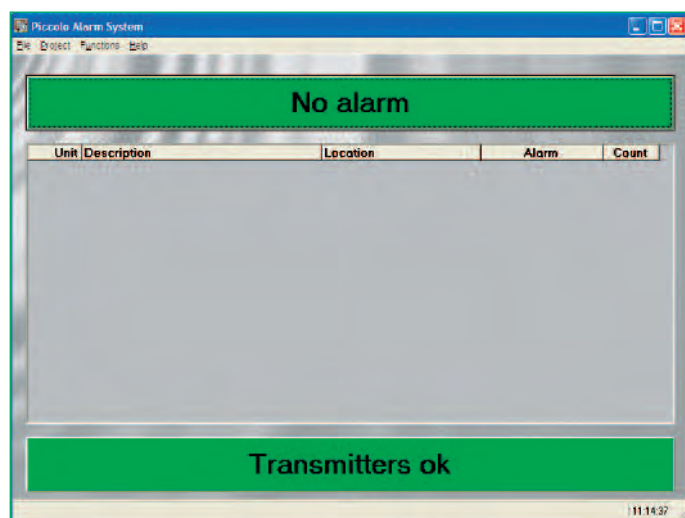 Piccolo Alarm System
File Project Functions Help
No alarm
Unit Description Location Alarm Count
Transmitters ok
11:14:37